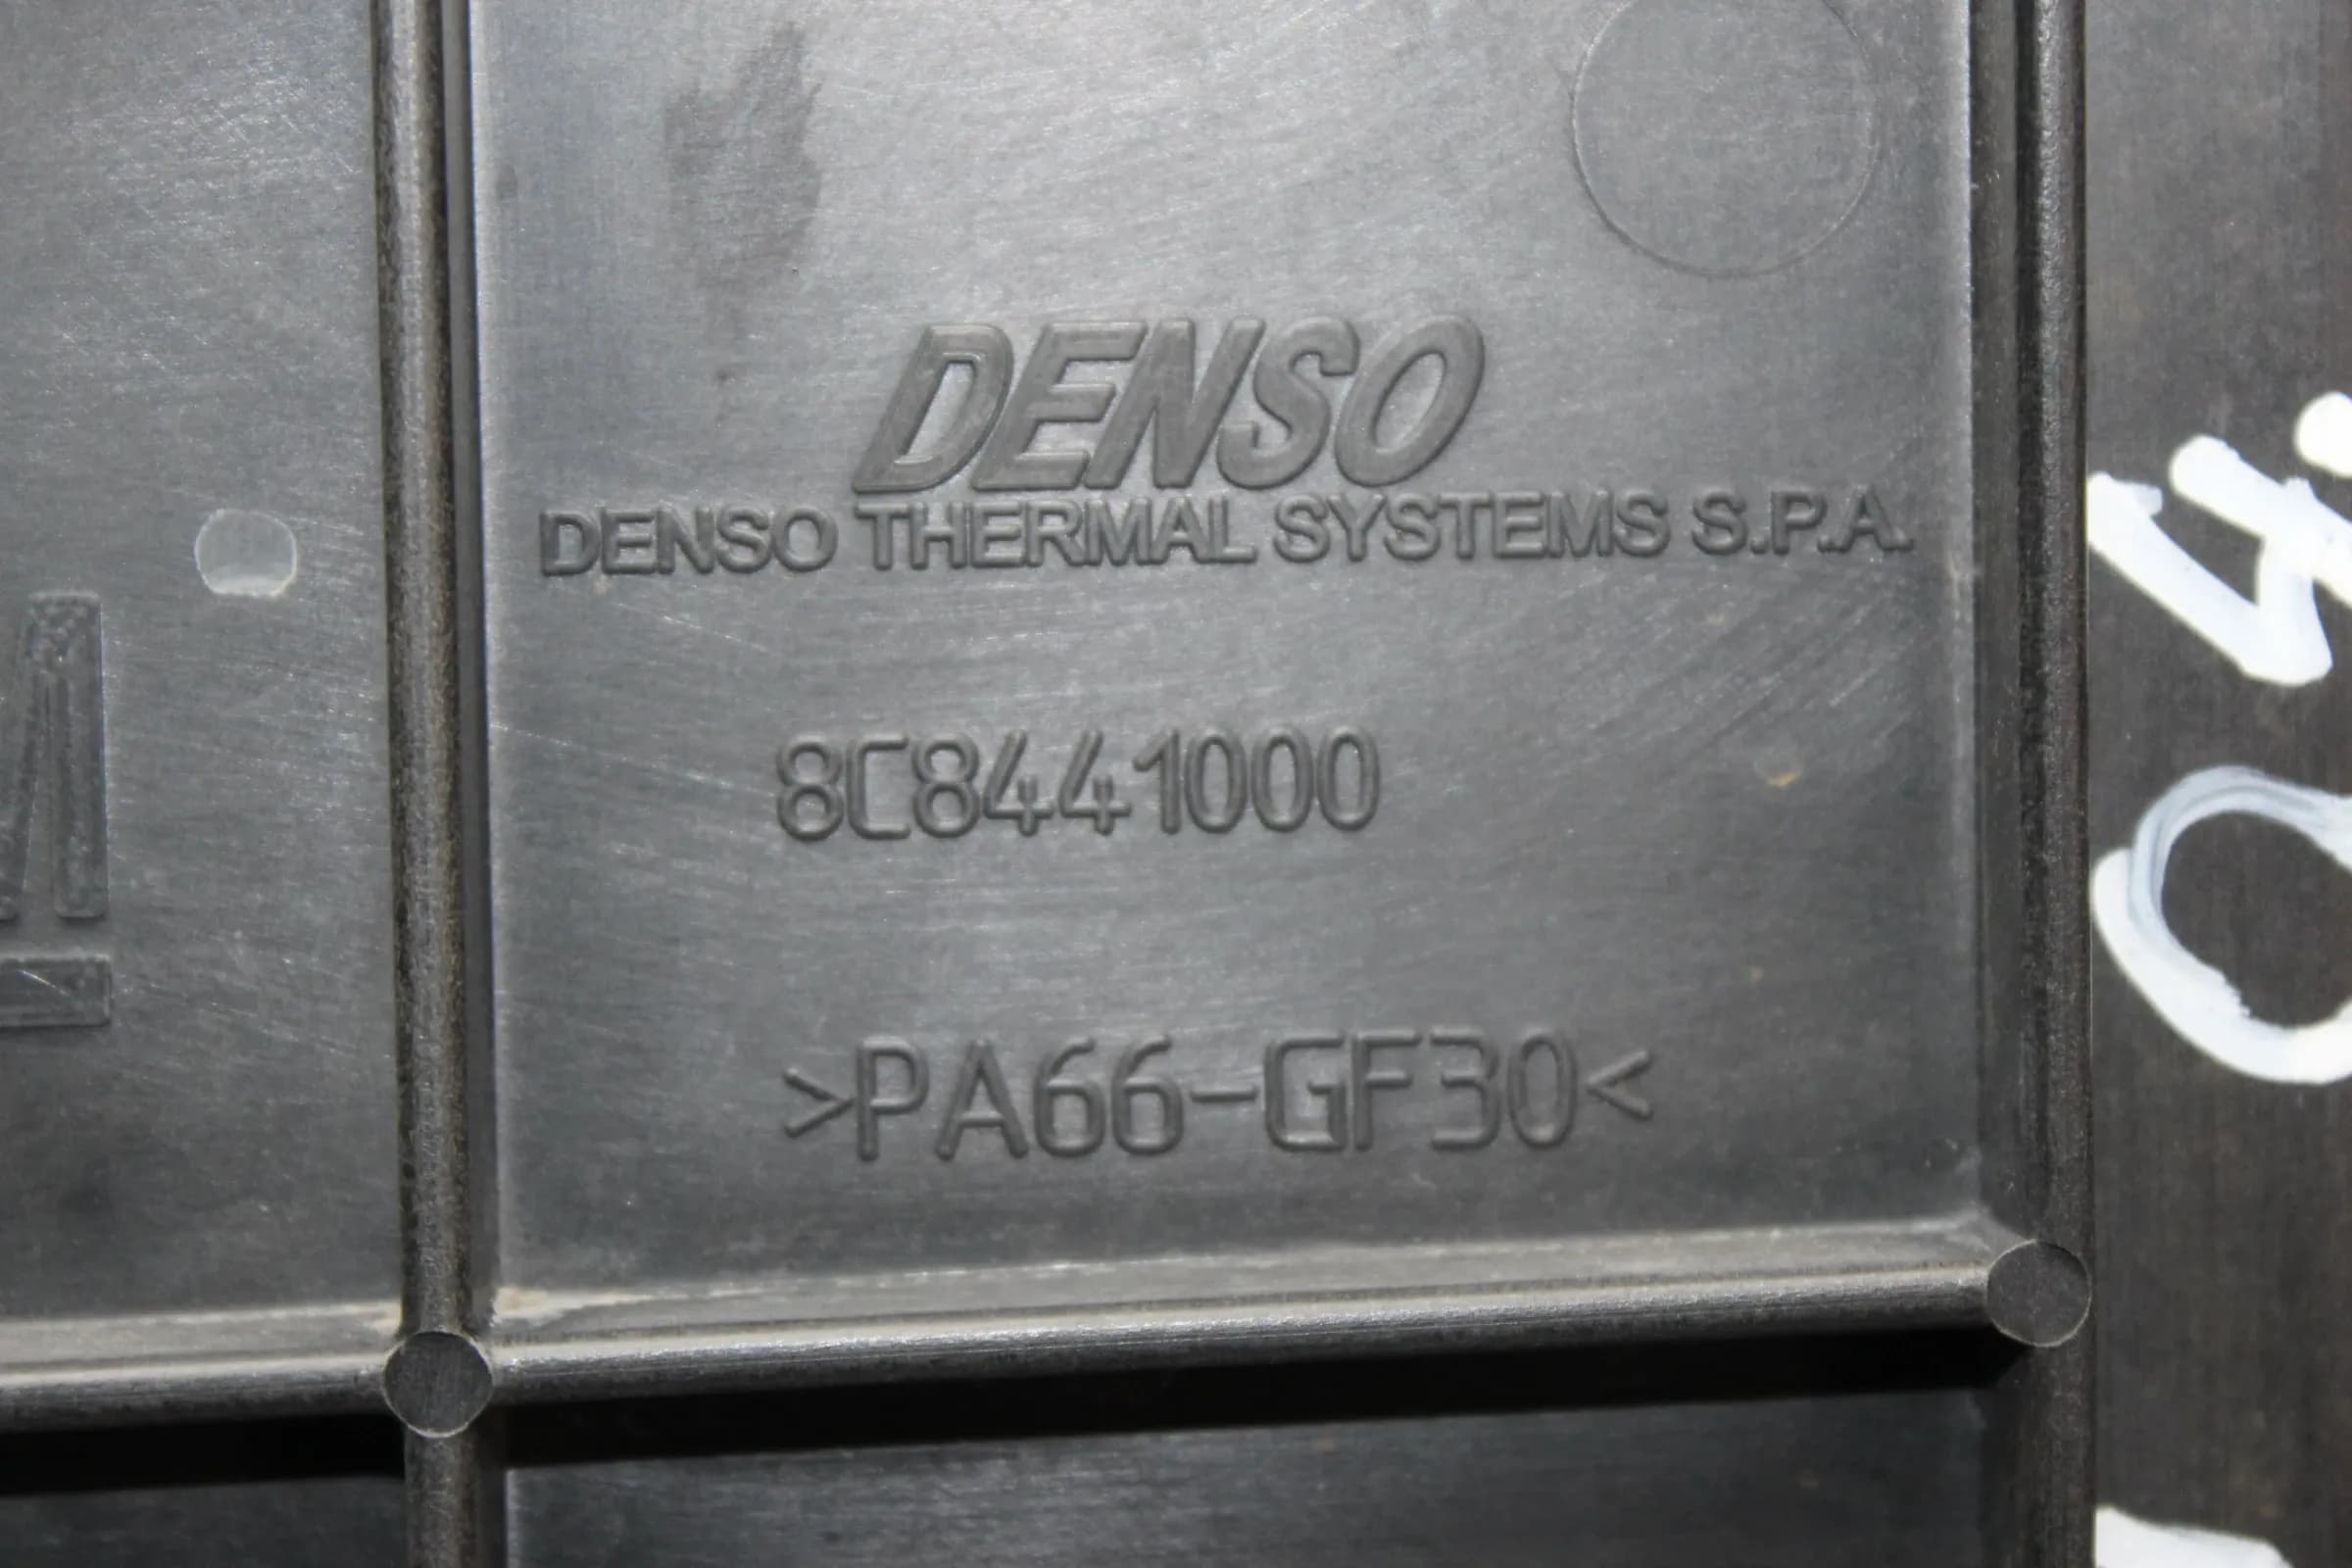 DENSO
DENSO THERMAL SYSTEMS S.P.A.
8C8441000
>PA66-GF30<